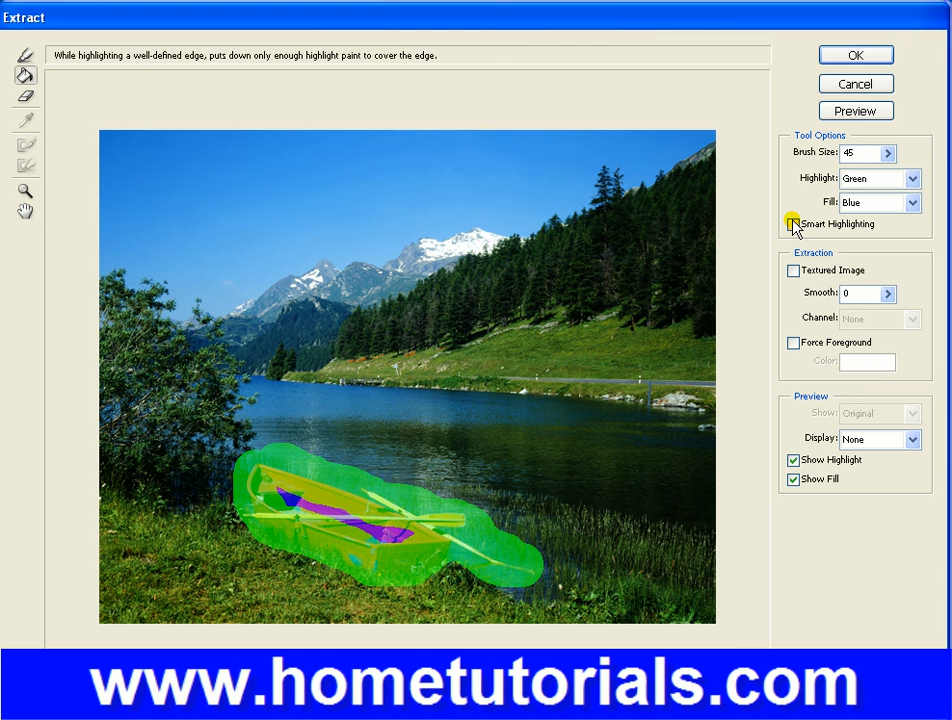 Extract
While highlighting a well-defined edge, puts down only enough highlight paint to cover the edge.
OK
Cancel
Preview
Tool Options
Brush Size: 45
Highlight: Green
Fill: Blue
Smart Highlighting
Extraction
Textured Image
Smooth: 0
Channel: None
Force Foreground
Color:
Preview
Show: Original
Display: None
Show Highlight
Show Fill
www.hometutorials.com